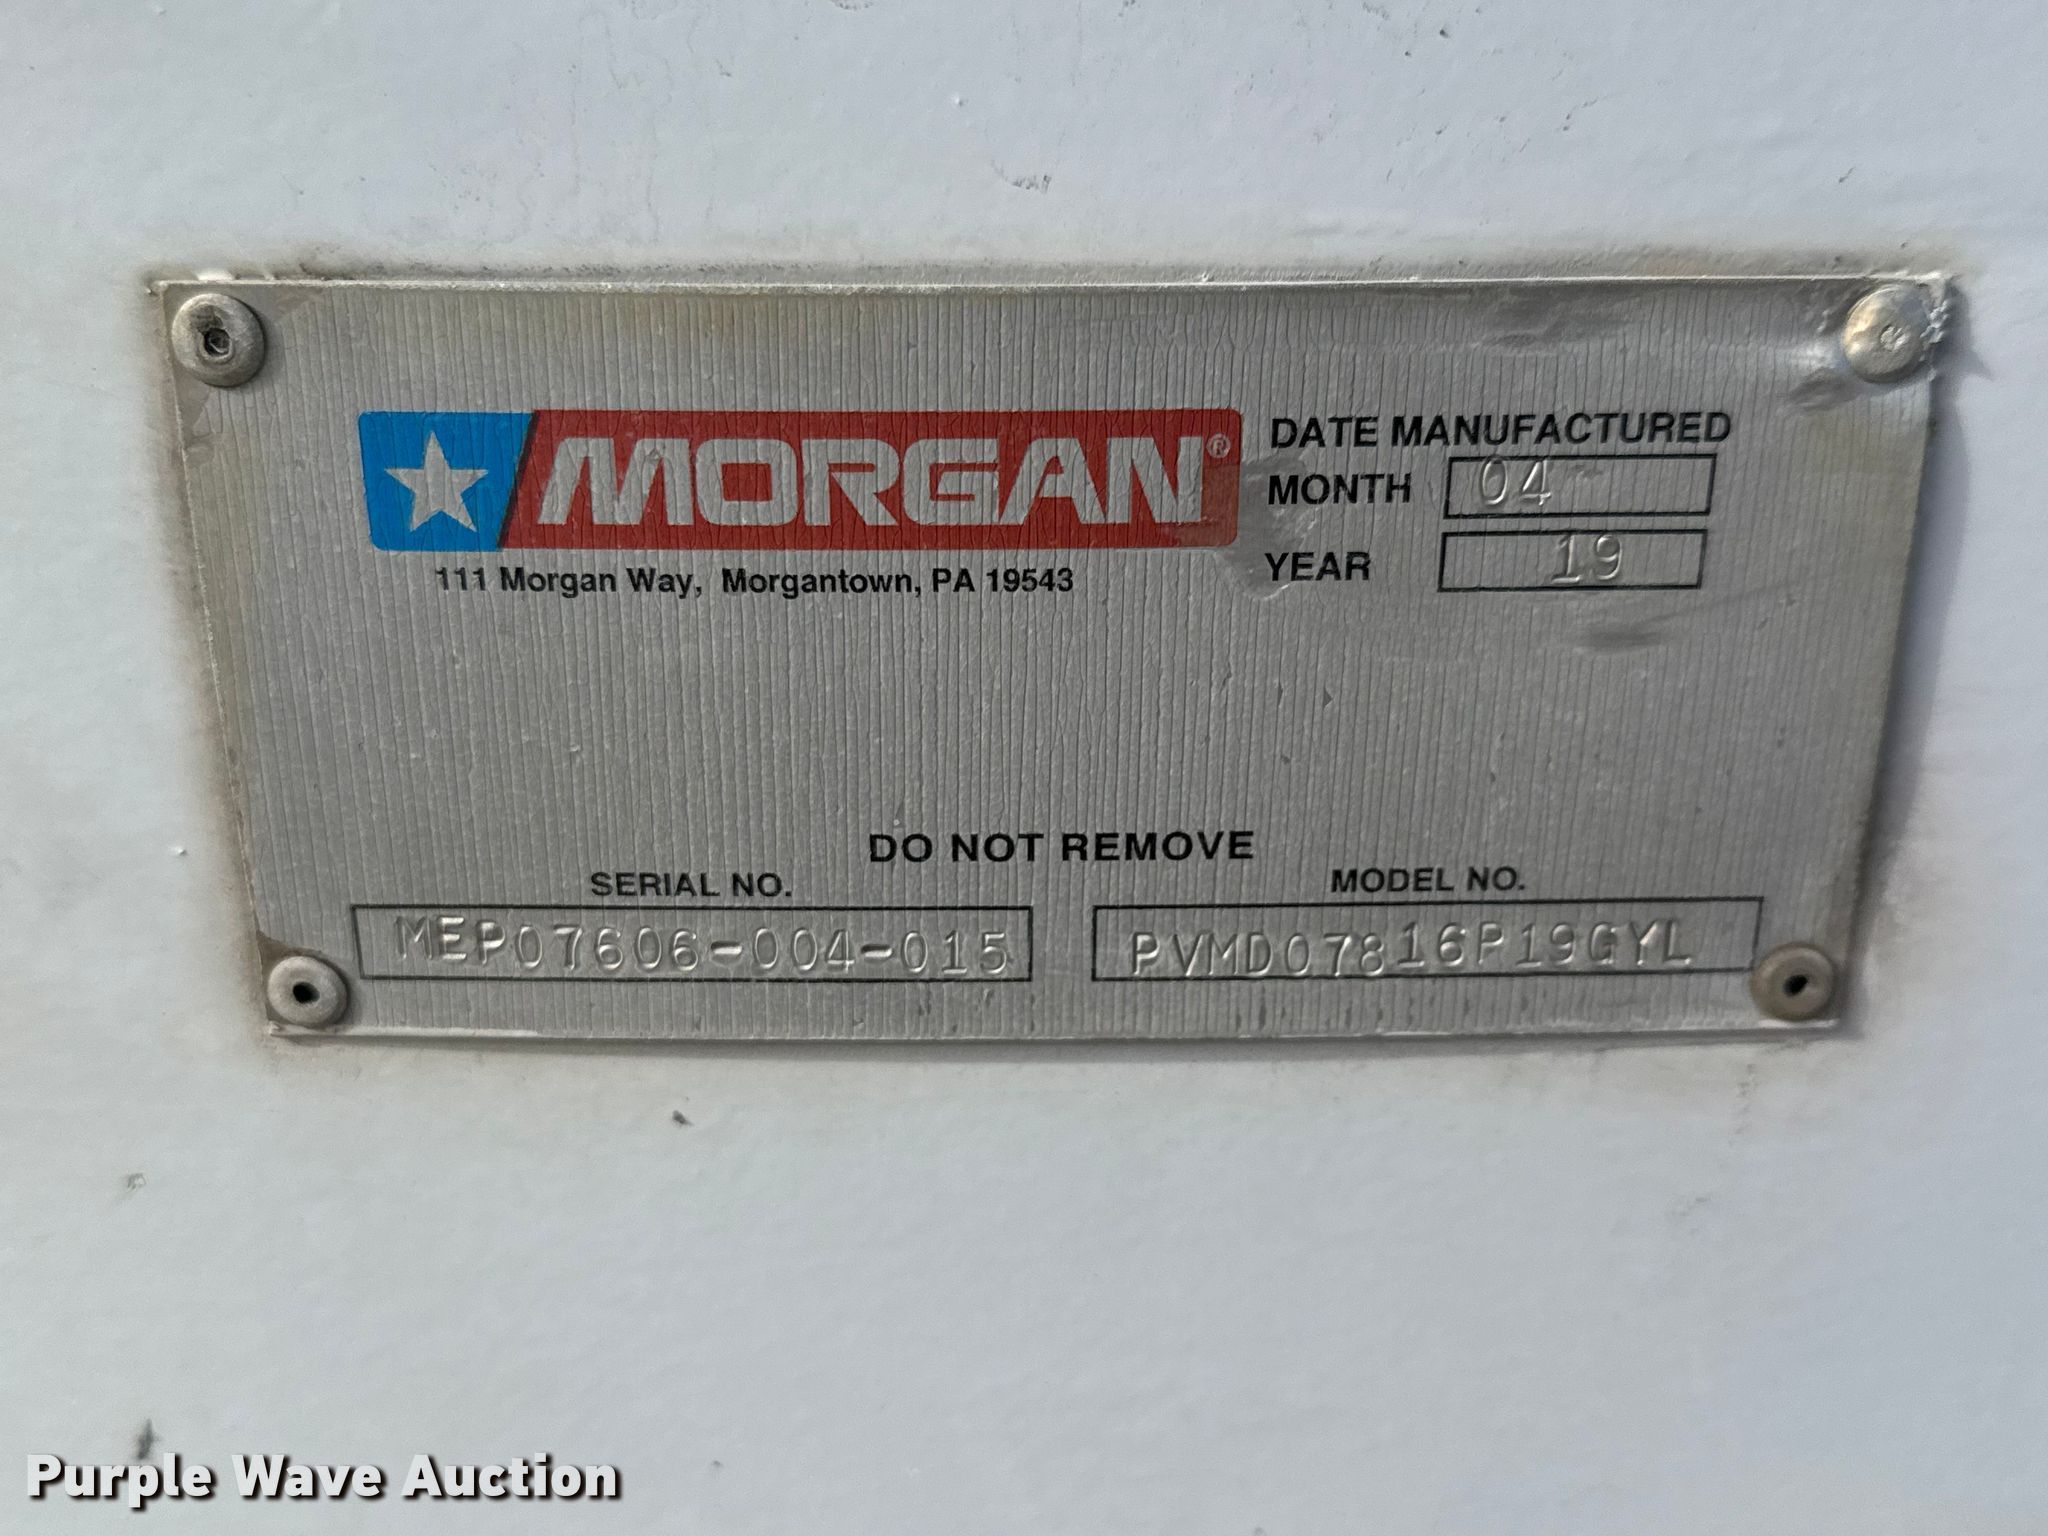 MORGAN®
111 Morgan Way, Morgantown, PA 19543
DATE MANUFACTURED
MONTH 04
YEAR 19
DO NOT REMOVE
SERIAL NO.
MEP07606-004-015
MODEL NO.
PVMD07816P19GYL
Purple Wave Auction